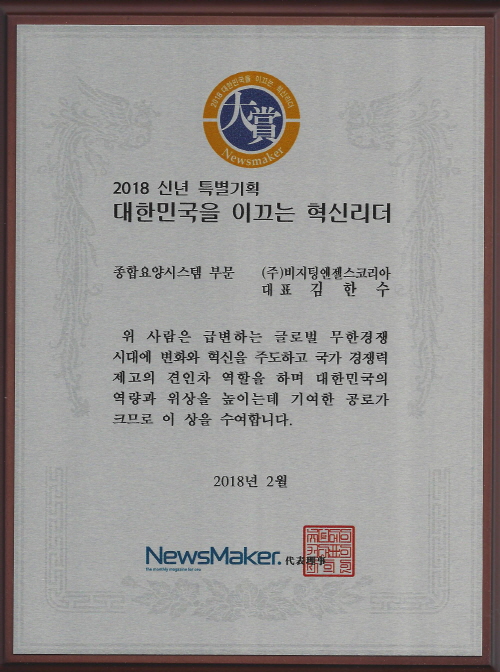 2018 대한민국을 이끄는 혁신리더
大賞
Newsmaker
2018 신년 특별기획
대한민국을 이끄는 혁신리더
종합요양시스템 부문 (주)비지팅엔젤스코리아
대표 김한수
위 사람은 급변하는 글로벌 무한경쟁
시대에 변화와 혁신을 주도하고 국가 경쟁력
제고의 견인차 역할을 하며 대한민국의
역량과 위상을 높이는데 기여한 공로가
크므로 이 상을 수여합니다.
2018년 2월
NewsMaker. 代表理事
the monthly magazine